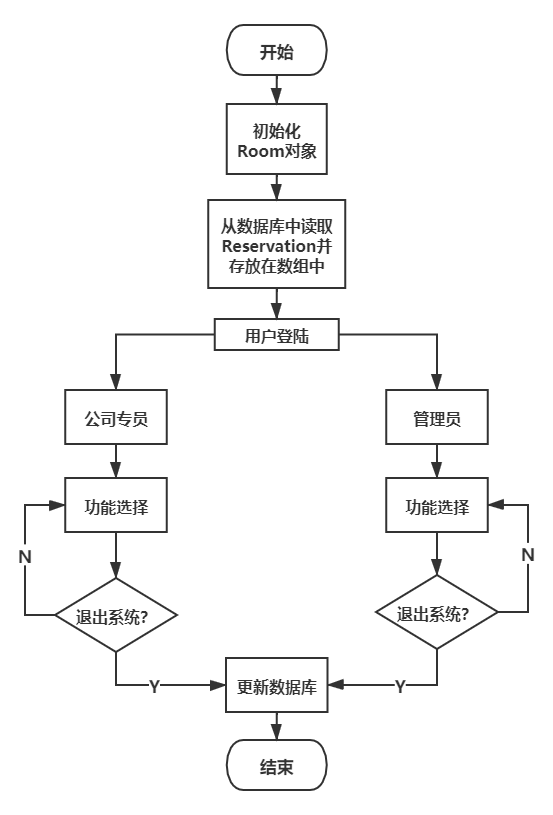 开始
初始化
Room对象
从数据库中读取
Reservation并
存放在数组中
用户登陆
公司专员
管理员
功能选择
功能选择
N
N
退出系统?
退出系统?
Y
更新数据库
Y
结束